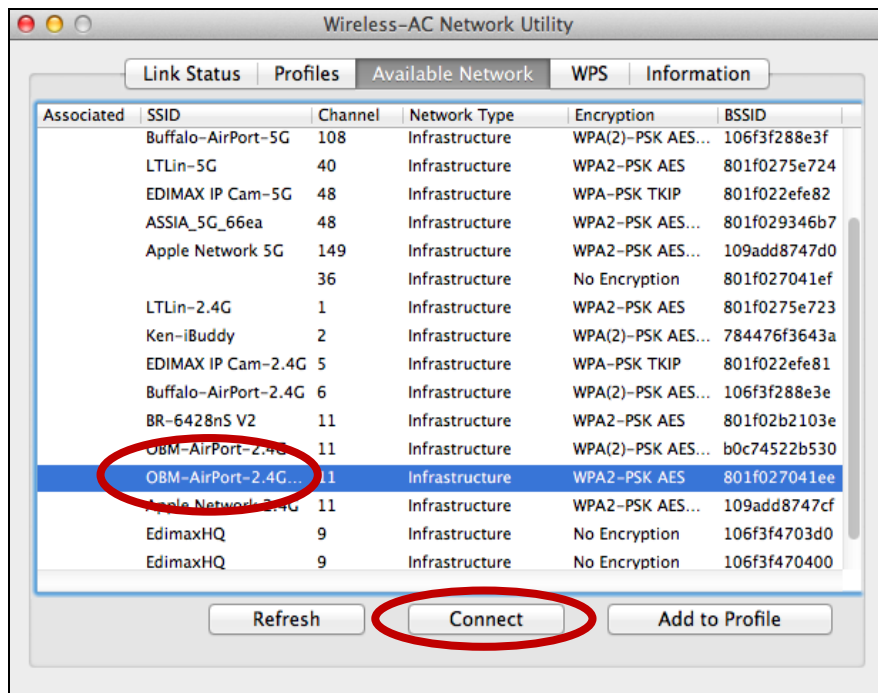 Wireless-AC Network Utility
Link Status Profiles Available Network WPS Information
Associated SSID Channel Network Type Encryption BSSID
Buffalo-AirPort-5G 108 Infrastructure WPA(2)-PSK AES... 106f3f288e3f
LTLin-5G 40 Infrastructure WPA2-PSK AES 801f0275e724
EDIMAX IP Cam-5G 48 Infrastructure WPA-PSK TKIP 801f022efe82
ASSIA_5G_66ea 48 Infrastructure WPA2-PSK AES... 801f029346b7
Apple Network 5G 149 Infrastructure WPA2-PSK AES... 109add8747d0
36 Infrastructure No Encryption 801f027041ef
LTLin-2.4G 1 Infrastructure WPA2-PSK AES 801f0275e723
Ken-iBuddy 2 Infrastructure WPA(2)-PSK AES... 784476f3643a
EDIMAX IP Cam-2.4G 5 Infrastructure WPA-PSK TKIP 801f022efe81
Buffalo-AirPort-2.4G 6 Infrastructure WPA(2)-PSK AES... 106f3f288e3e
BR-6428nS V2 11 Infrastructure WPA2-PSK AES 801f02b2103e
OBM-AirPort-2.4G 11 Infrastructure WPA(2)-PSK AES... b0c74522b530
OBM-AirPort-2.4G... 11 Infrastructure WPA2-PSK AES 801f027041ee
Apple Network 2.4G 11 Infrastructure WPA2-PSK AES... 109add8747cf
EdimaxHQ 9 Infrastructure No Encryption 106f3f4703d0
EdimaxHQ 9 Infrastructure No Encryption 106f3f470400
Refresh Connect Add to Profile